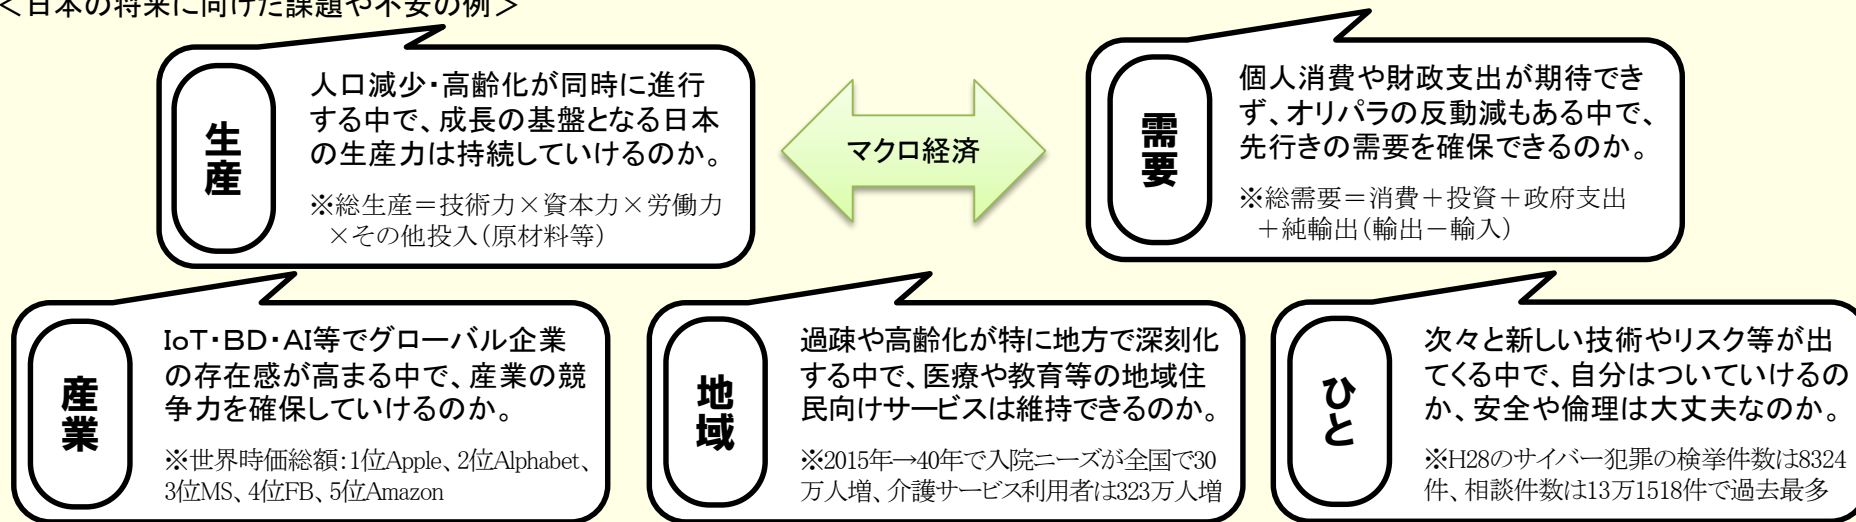 ＜日本の将来に向けた課題や不安の例＞
生産
人口減少・高齢化が同時に進行
する中で、成長の基盤となる日本
の生産力は持続していけるのか。
※総生産＝技術力×資本力×労働力
×その他投入(原材料等)
マクロ経済
需要
個人消費や財政支出が期待でき
ず、オリパラの反動減もある中で、
先行きの需要を確保できるのか。
※総需要＝消費＋投資＋政府支出
＋純輸出(輸出－輸入)
産業
IoT・BD・AI等でグローバル企業
の存在感が高まる中で、産業の競
争力を確保していけるのか。
※世界時価総額：1位Apple、2位Alphabet、
3位MS、4位FB、5位Amazon
地域
過疎や高齢化が特に地方で深刻化
する中で、医療や教育等の地域住
民向けサービスは維持できるのか。
※2015年→40年で入院ニーズが全国で30
万人増、介護サービス利用者は323万人増
ひと
次々と新しい技術やリスク等が出
てくる中で、自分はついていけるの
か、安全や倫理は大丈夫なのか。
※H28のサイバー犯罪の検挙件数は8324
件、相談件数は13万1518件で過去最多